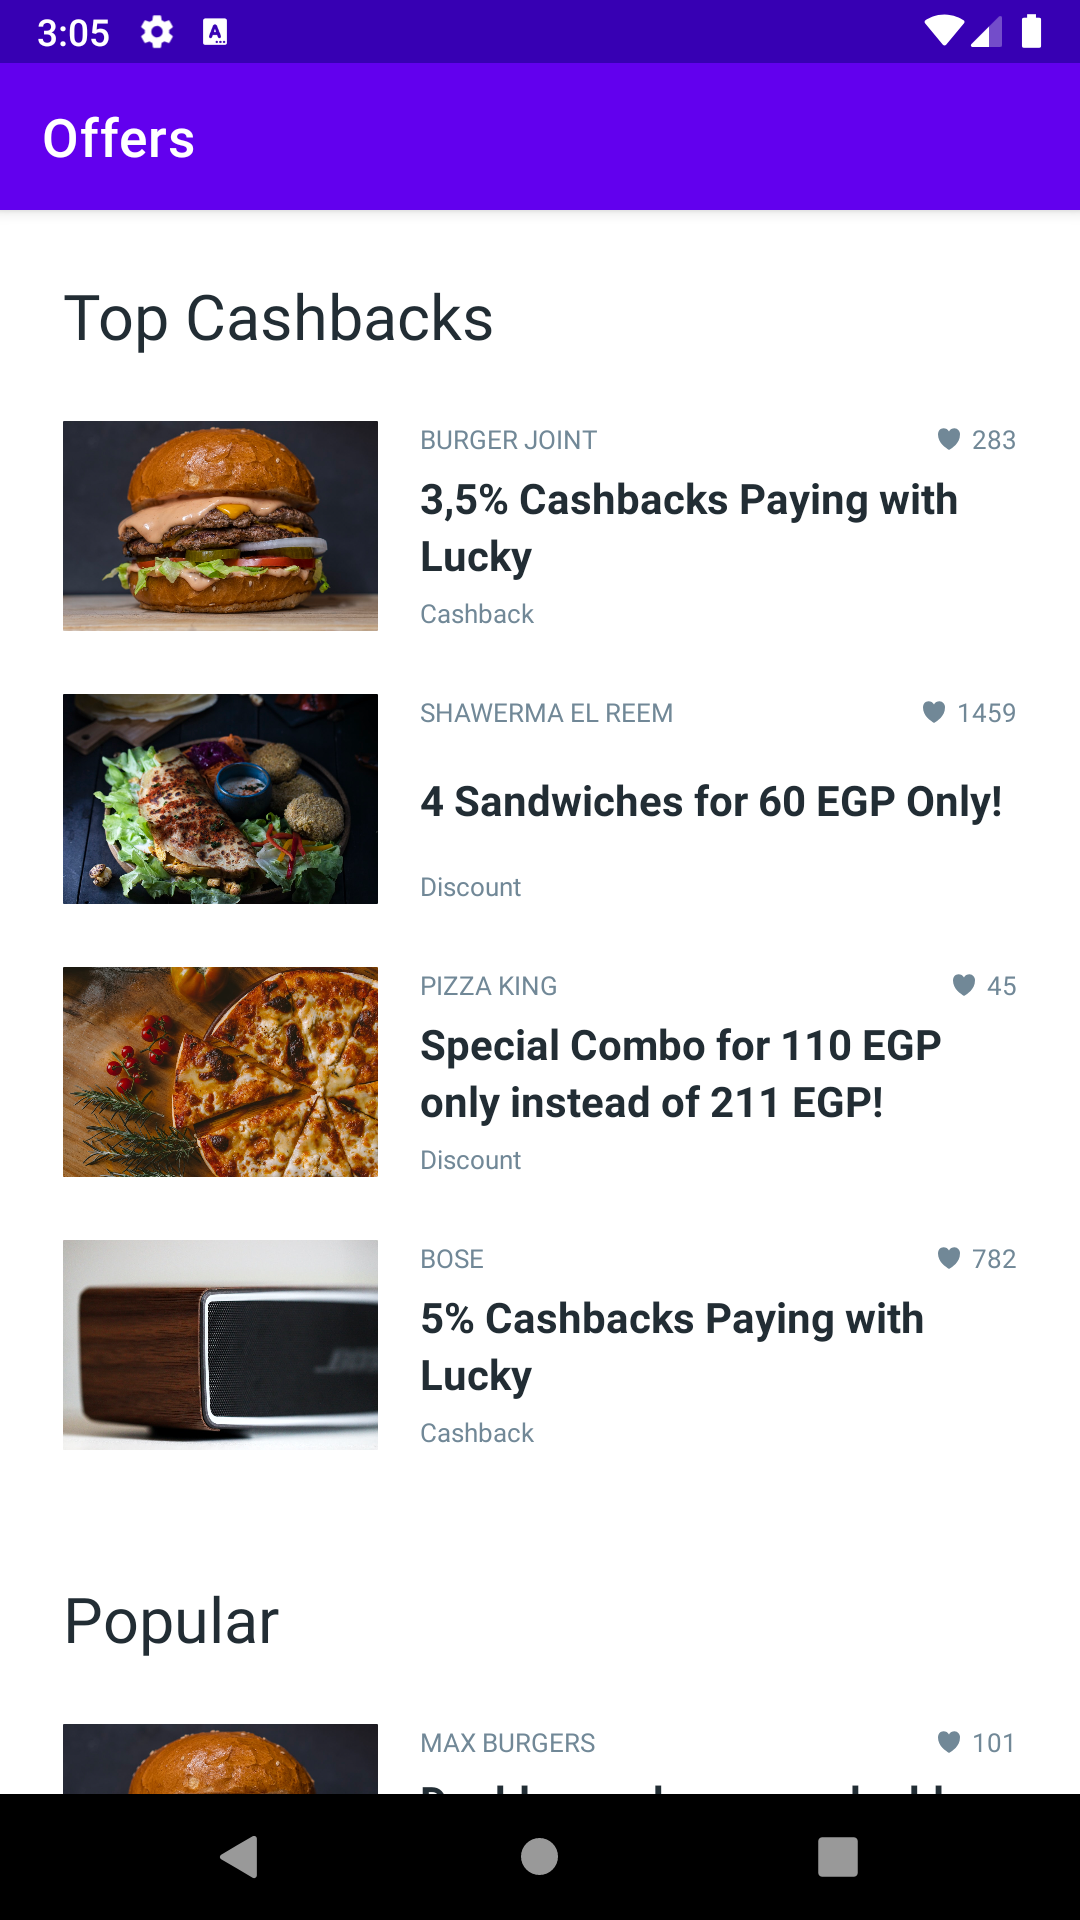 3:05
Offers
Top Cashbacks
BURGER JOINT
283
3,5% Cashbacks Paying with
Lucky
Cashback
SHAWERMA EL REEM
1459
4 Sandwiches for 60 EGP Only!
Discount
PIZZA KING
45
Special Combo for 110 EGP
only instead of 211 EGP!
Discount
BOSE
782
5% Cashbacks Paying with
Lucky
Cashback
Popular
MAX BURGERS
101